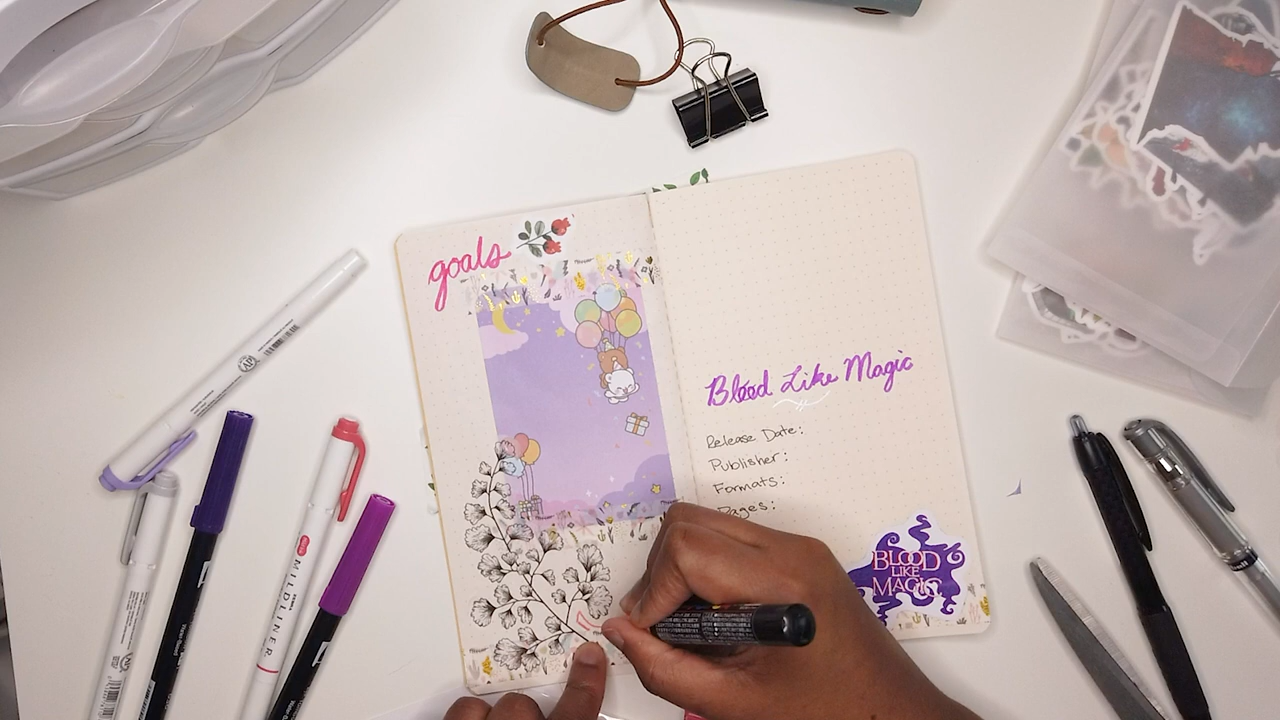 goals
Blood Like Magic
Release Date:
Publisher:
Formats:
Pages:
BLOOD
LIKE
MAGIC
MILDLINER